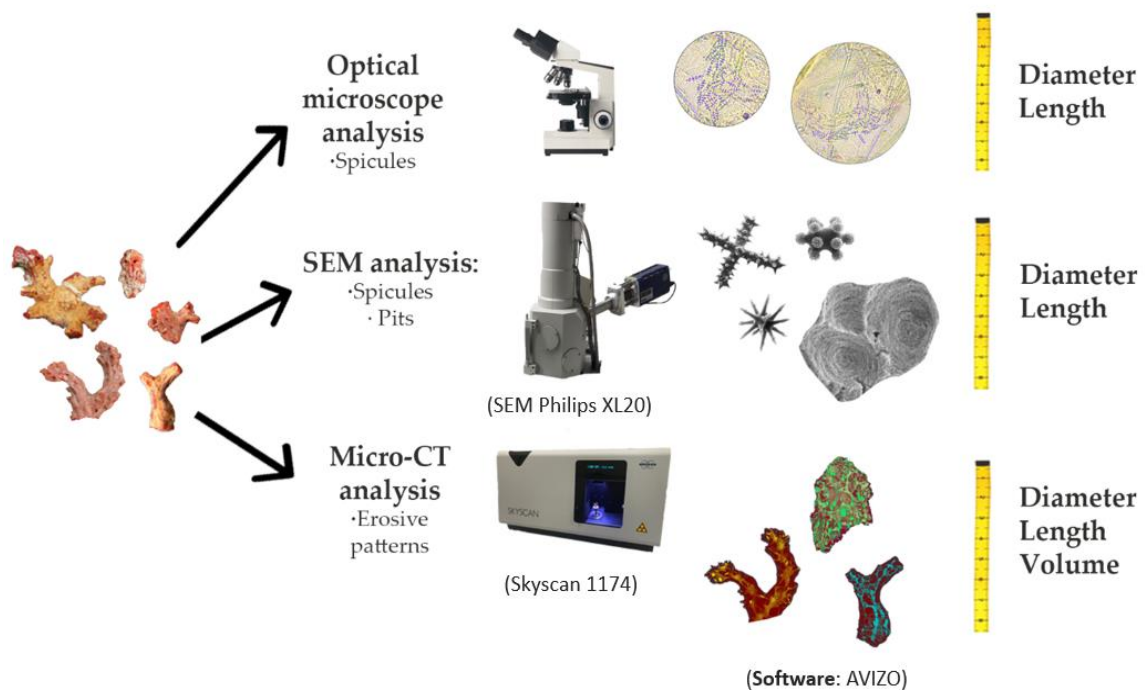 Optical
microscope
analysis
·Spicules
Diameter
Length
SEM analysis:
·Spicules
· Pits
(SEM Philips XL20)
Diameter
Length
Micro-CT
analysis
·Erosive
patterns
SKYSCAN
(Skyscan 1174)
Diameter
Length
Volume
(Software: AVIZO)